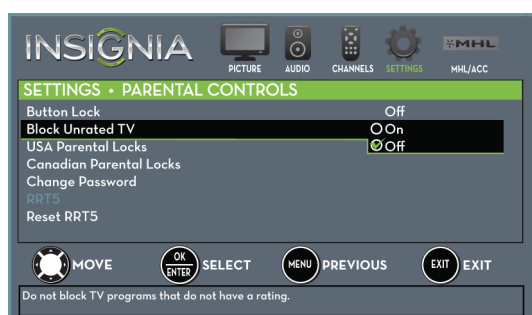 INSIGNIA
PICTURE AUDIO CHANNELS SETTINGS MHL MHL/ACC
SETTINGS • PARENTAL CONTROLS
Button Lock Off
Block Unrated TV On
USA Parental Locks Off
Canadian Parental Locks
Change Password
RRT5
Reset RRT5
MOVE OK ENTER SELECT MENU PREVIOUS EXIT EXIT
Do not block TV programs that do not have a rating.